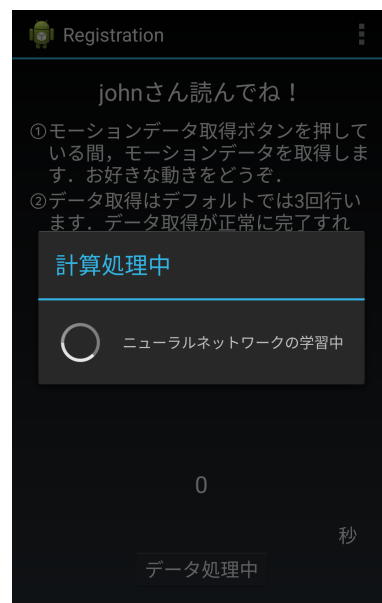 Registration
johnさん読んでね！
①モーションデータ取得ボタンを押して
いる間，モーションデータを取得しま
す．お好きな動きをどうぞ．
②データ取得はデフォルトでは3回行い
ます．データ取得が正常に完了すれ
計算処理中
ニューラルネットワークの学習中
0
秒
データ処理中